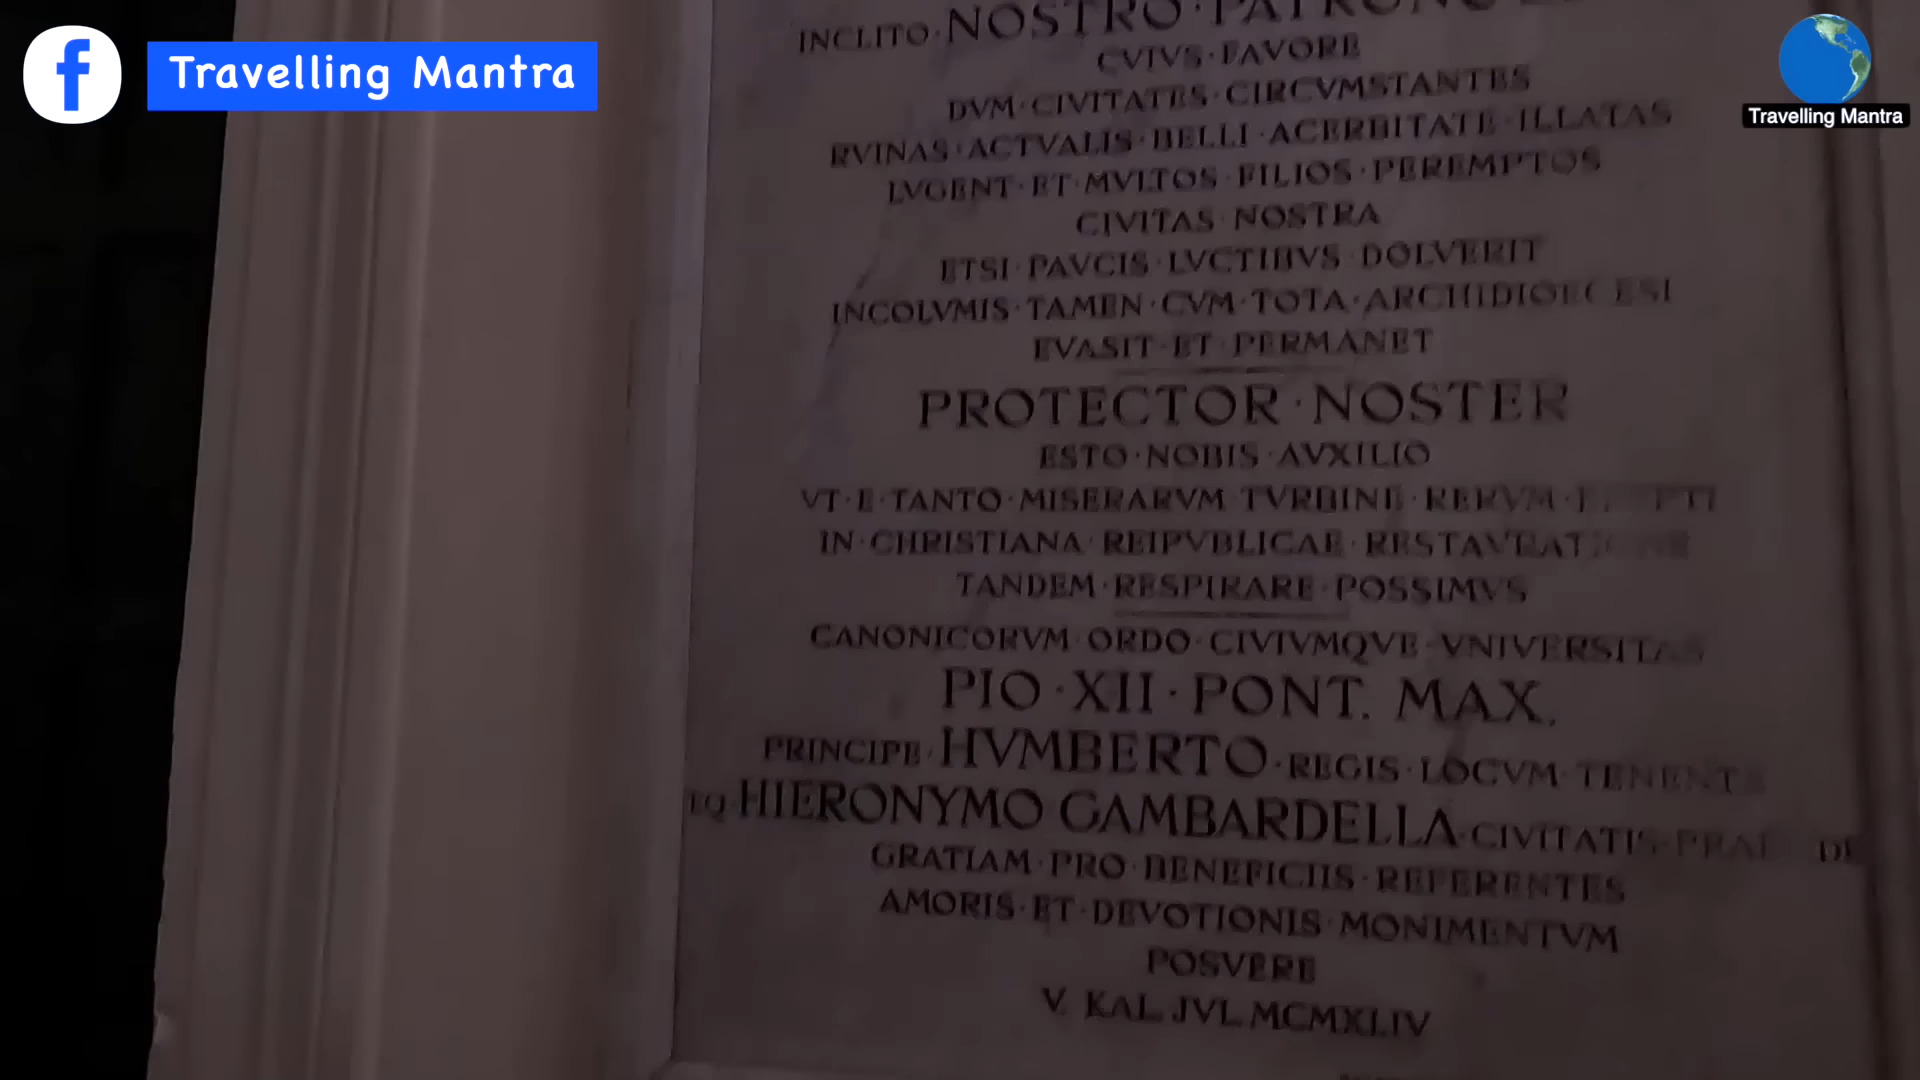 Travelling Mantra
Travelling Mantra
INCLITO · NOSTRO · PATRONO
CVIVS · FAVORE
DVM · CIVITATES · CIRCVMSTANTES
RVINAS · ACTVALIS · BELLI · ACERBITATE · ILLATAS
LVGENT · ET · MVLTOS · FILIOS · PEREMPTOS
CIVITAS · NOSTRA
ETSI · PAVCIS · LVCTIBVS · DOLVERIT
INCOLVMIS · TAMEN · CVM · TOTA · ARCHIDIOECESI
EVASIT · ET · PERMANET
PROTECTOR · NOSTER
ESTO · NOBIS · AVXILIO
VT · E · TANTO · MISERARVM · TVRBINE · RERVM
IN · CHRISTIANA · REIPVBLICAE · RESTAVRATIONE
TANDEM · RESPIRARE · POSSIMVS
CANONICORVM · ORDO · CIVIVMQVE · VNIVERSITAS
PIO · XII · PONT. MAX.
PRINCIPE · HVMBERTO · REGIS · LOCVM · TENENTE
EQ · HIERONYMO GAMBARDELLA · CIVITATIS
GRATIAM · PRO · BENEFICIIS · REFERENTES
AMORIS · ET · DEVOTIONIS · MONIMENTVM
POSVERE
V. KAL. JVL. MCMXLIV